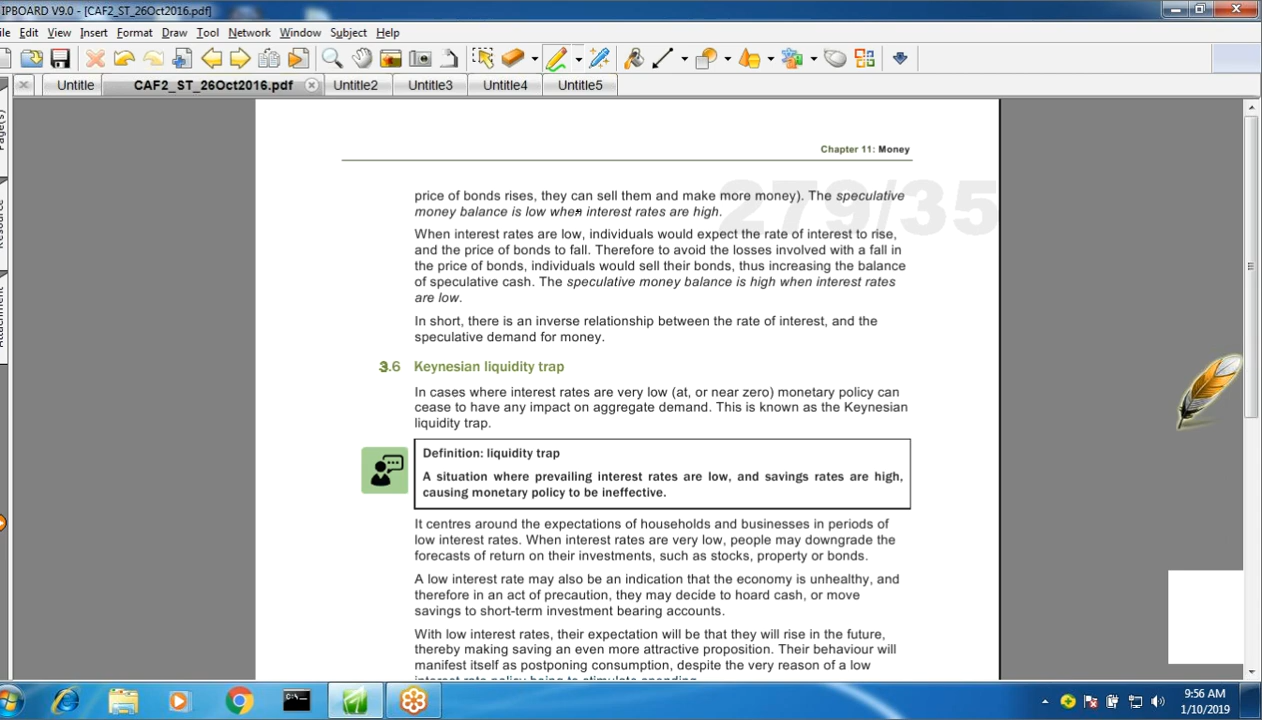 IPBOARD V9.0 - [CAF2_ST_26Oct2016.pdf]
Edit View Insert Format Draw Tool Network Window Subject Help
Untitle CAF2_ST_26Oct2016.pdf Untitle2 Untitle3 Untitle4 Untitle5
Page(s)
Resource
Attachment
Chapter 11: Money
279/35
price of bonds rises, they can sell them and make more money). The speculative
money balance is low when interest rates are high.
When interest rates are low, individuals would expect the rate of interest to rise,
and the price of bonds to fall. Therefore to avoid the losses involved with a fall in
the price of bonds, individuals would sell their bonds, thus increasing the balance
of speculative cash. The speculative money balance is high when interest rates
are low.
In short, there is an inverse relationship between the rate of interest, and the
speculative demand for money.
3.6 Keynesian liquidity trap
In cases where interest rates are very low (at, or near zero) monetary policy can
cease to have any impact on aggregate demand. This is known as the Keynesian
liquidity trap.
Definition: liquidity trap
A situation where prevailing interest rates are low, and savings rates are high,
causing monetary policy to be ineffective.
It centres around the expectations of households and businesses in periods of
low interest rates. When interest rates are very low, people may downgrade the
forecasts of return on their investments, such as stocks, property or bonds.
A low interest rate may also be an indication that the economy is unhealthy, and
therefore in an act of precaution, they may decide to hoard cash, or move
savings to short-term investment bearing accounts.
With low interest rates, their expectation will be that they will rise in the future,
thereby making saving an even more attractive proposition. Their behaviour will
manifest itself as postponing consumption, despite the very reason of a low
interest rate policy being to stimulate spending.
9:56 AM
1/10/2019